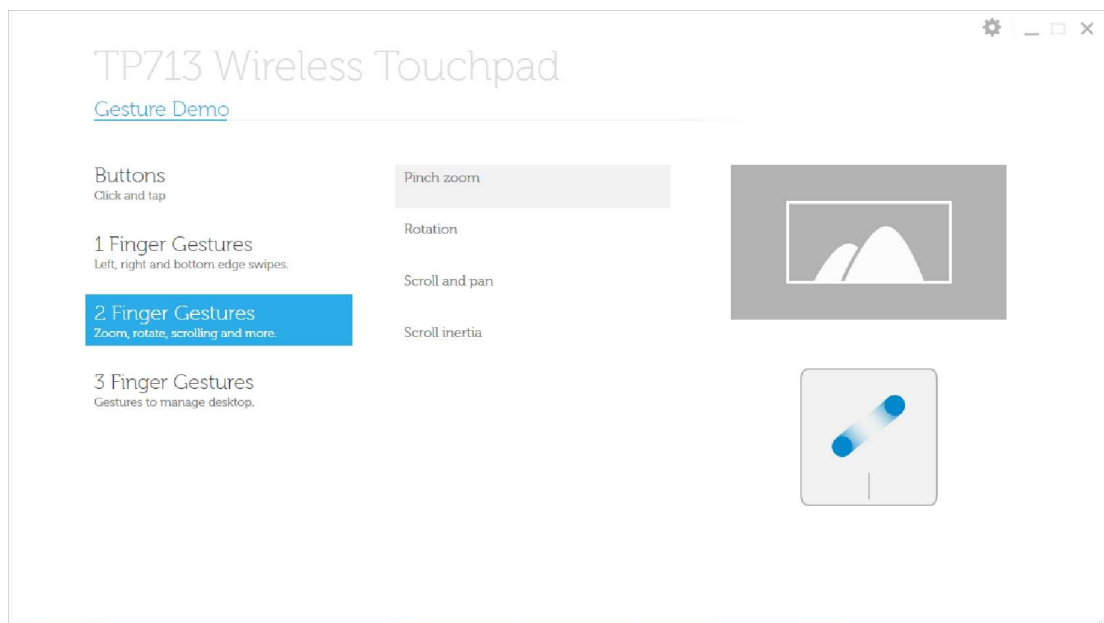 TP713 Wireless Touchpad
Gesture Demo
Buttons
Click and tap
1 Finger Gestures
Left, right and bottom edge swipes.
2 Finger Gestures
Zoom, rotate, scrolling and more.
3 Finger Gestures
Gestures to manage desktop.
Pinch zoom
Rotation
Scroll and pan
Scroll inertia